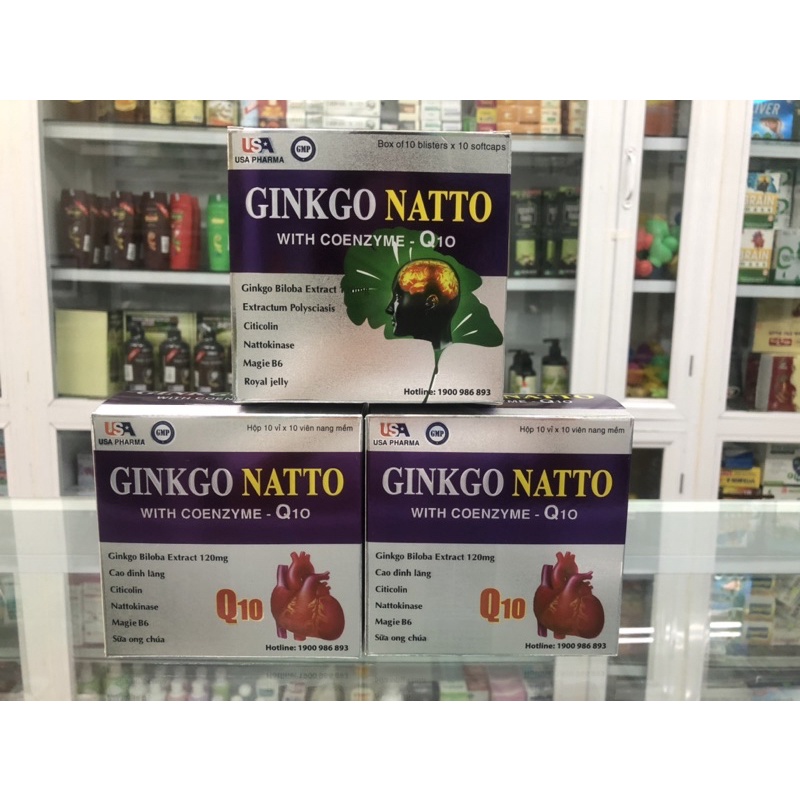 USA
USA PHARMA
GMP
Box of 10 blisters x 10 softcaps
GINKGO NATTO
WITH COENZYME - Q10
Ginkgo Biloba Extract
Extractum Polysciasis
Citicolin
Nattokinase
Magie B6
Royal jelly
Hotline: 1900 986 893
USA
USA PHARMA
GMP
Hộp 10 vỉ x 10 viên nang mềm
GINKGO NATTO
WITH COENZYME - Q10
Ginkgo Biloba Extract 120mg
Cao đinh lăng
Citicolin
Nattokinase
Magie B6
Sữa ong chúa
Q10
Hotline: 1900 986 893
USA
USA PHARMA
GMP
Hộp 10 vỉ x 10 viên nang mềm
GINKGO NATTO
WITH COENZYME - Q10
Ginkgo Biloba Extract 120mg
Cao đinh lăng
Citicolin
Nattokinase
Magie B6
Sữa ong chúa
Q10
Hotline: 1900 986 893